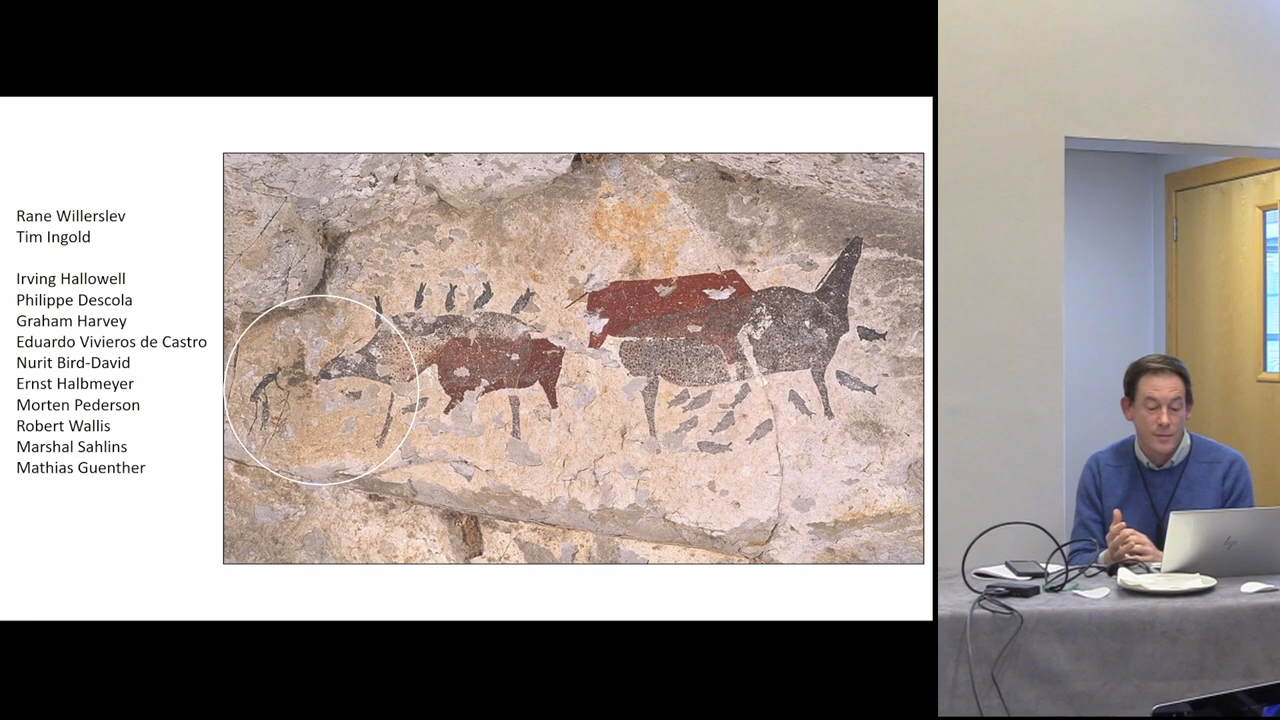 Rane Willerslev
Tim Ingold
Irving Hallowell
Philippe Descola
Graham Harvey
Eduardo Vivieros de Castro
Nurit Bird-David
Ernst Halbmeyer
Morten Pederson
Robert Wallis
Marshal Sahlins
Mathias Guenther
hp